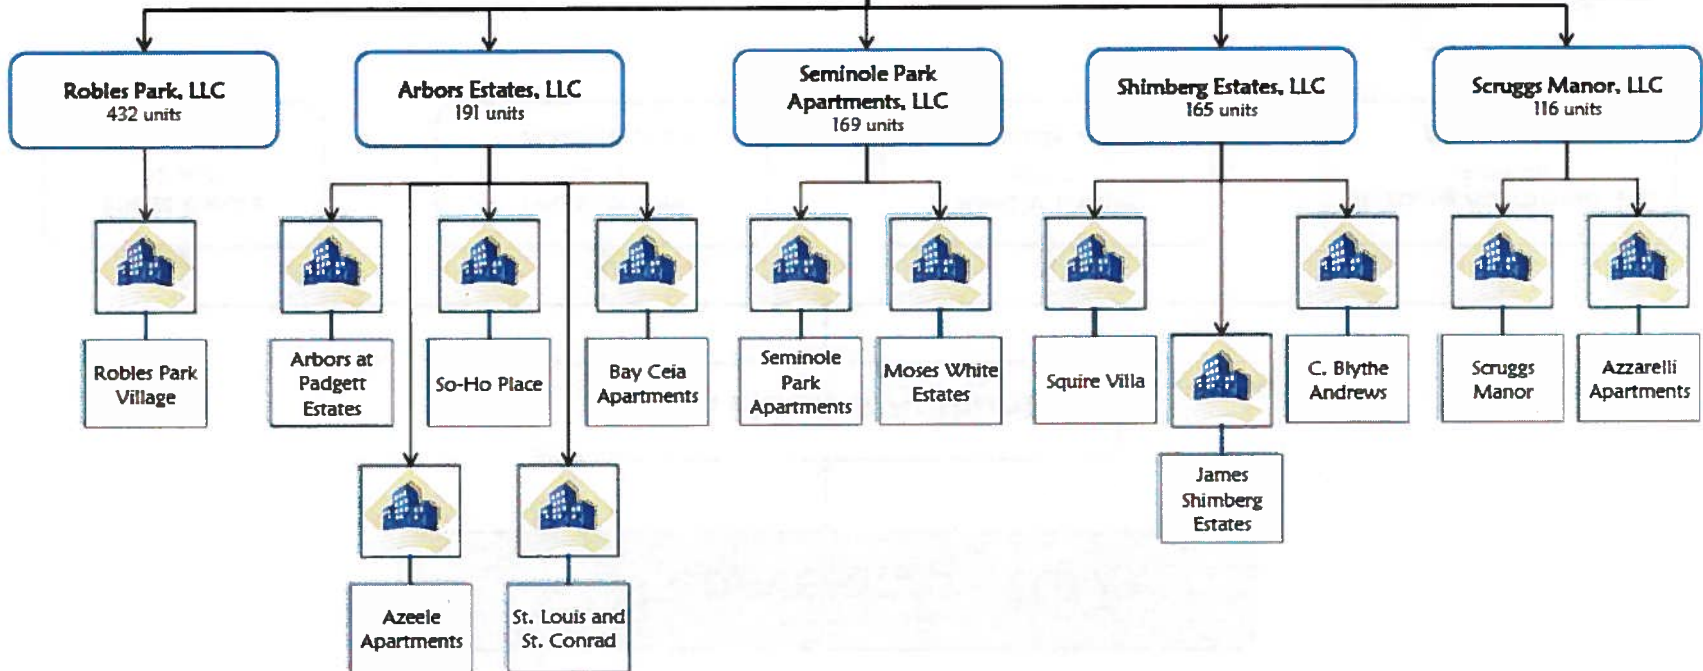 Robles Park, LLC
432 units
Arbors Estates, LLC
191 units
Seminole Park
Apartments, LLC
169 units
Shimberg Estates, LLC
165 units
Scruggs Manor, LLC
116 units
Robles Park
Village
Arbors at
Padgett
Estates
So-Ho Place
Bay Ceia
Apartments
Seminole
Park
Apartments
Moses White
Estates
Squire Villa
C. Blythe
Andrews
Scruggs
Manor
Azzarelli
Apartments
James
Shimberg
Estates
Azeele
Apartments
St. Louis and
St. Conrad